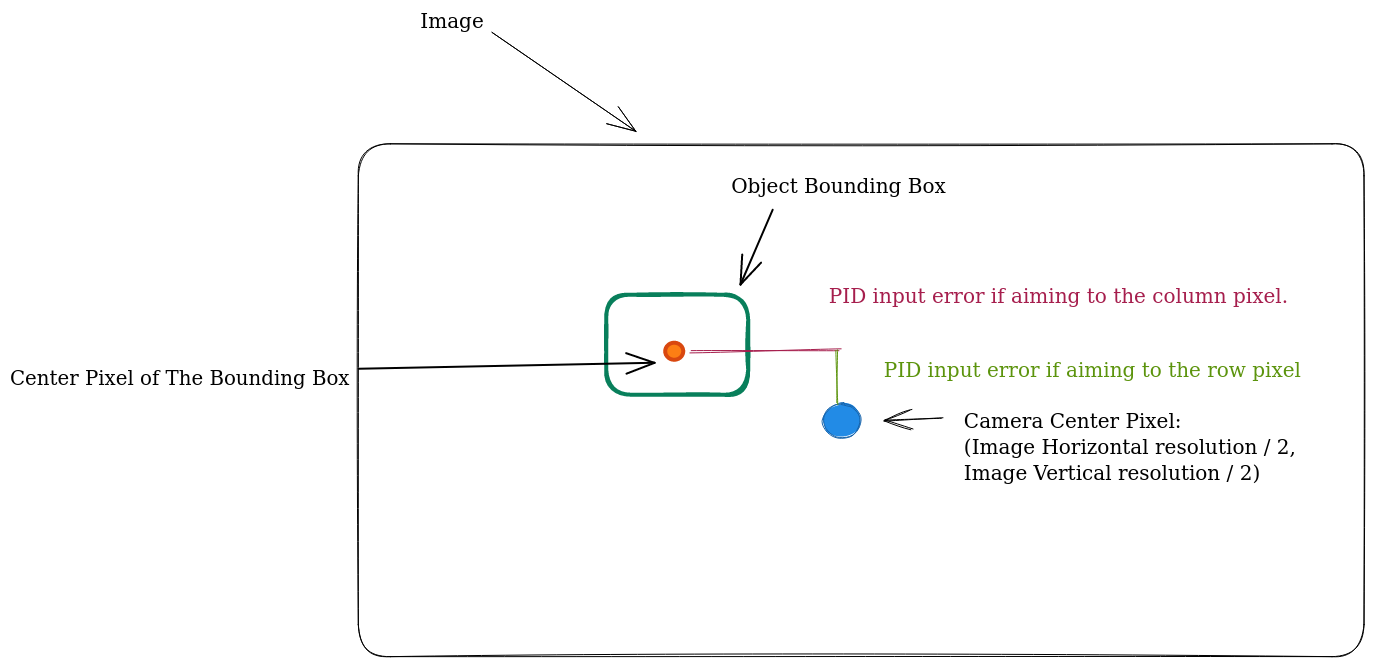 Image
Object Bounding Box
PID input error if aiming to the column pixel.
PID input error if aiming to the row pixel
Center Pixel of The Bounding Box
Camera Center Pixel:
(Image Horizontal resolution / 2,
Image Vertical resolution / 2)